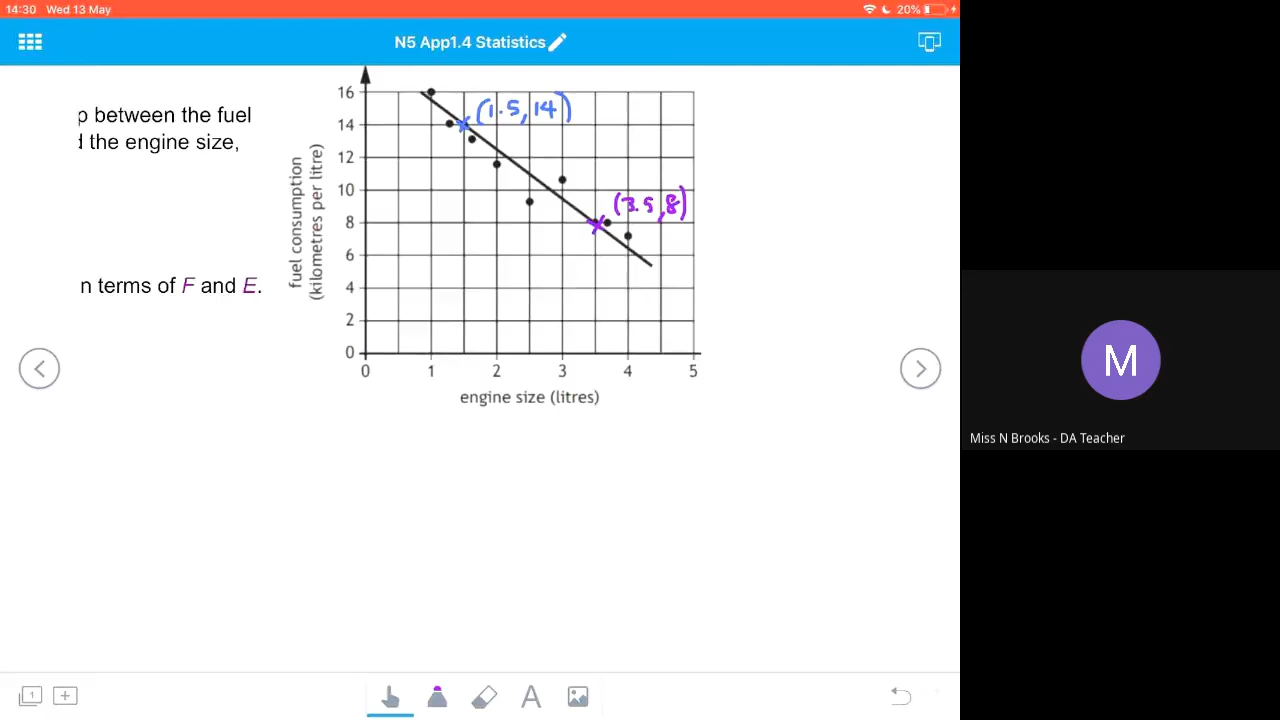 14:30 Wed 13 May
20%
N5 App1.4 Statistics
p between the fuel
d the engine size,
n terms of F and E.
fuel consumption
(kilometres per litre)
16
14
12
10
8
6
4
2
0
(1.5, 14)
(3.5, 8)
0 1 2 3 4 5
engine size (litres)
M
Miss N Brooks - DA Teacher
1
A